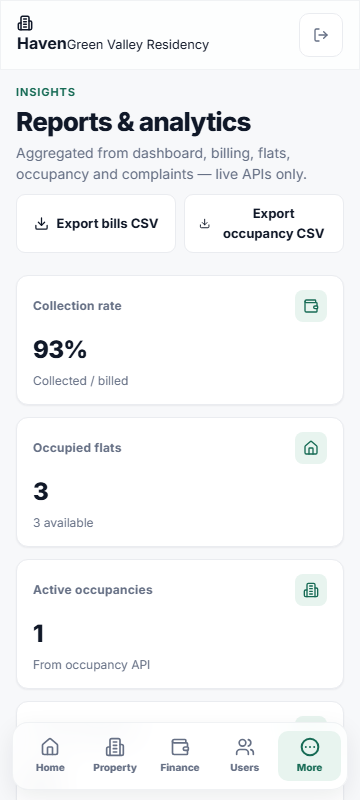 Haven Green Valley Residency
INSIGHTS
Reports & analytics
Aggregated from dashboard, billing, flats,
occupancy and complaints — live APIs only.
Export bills CSV
Export
occupancy CSV
Collection rate
93%
Collected / billed
Occupied flats
3
3 available
Active occupancies
1
From occupancy API
Home
Property
Finance
Users
More